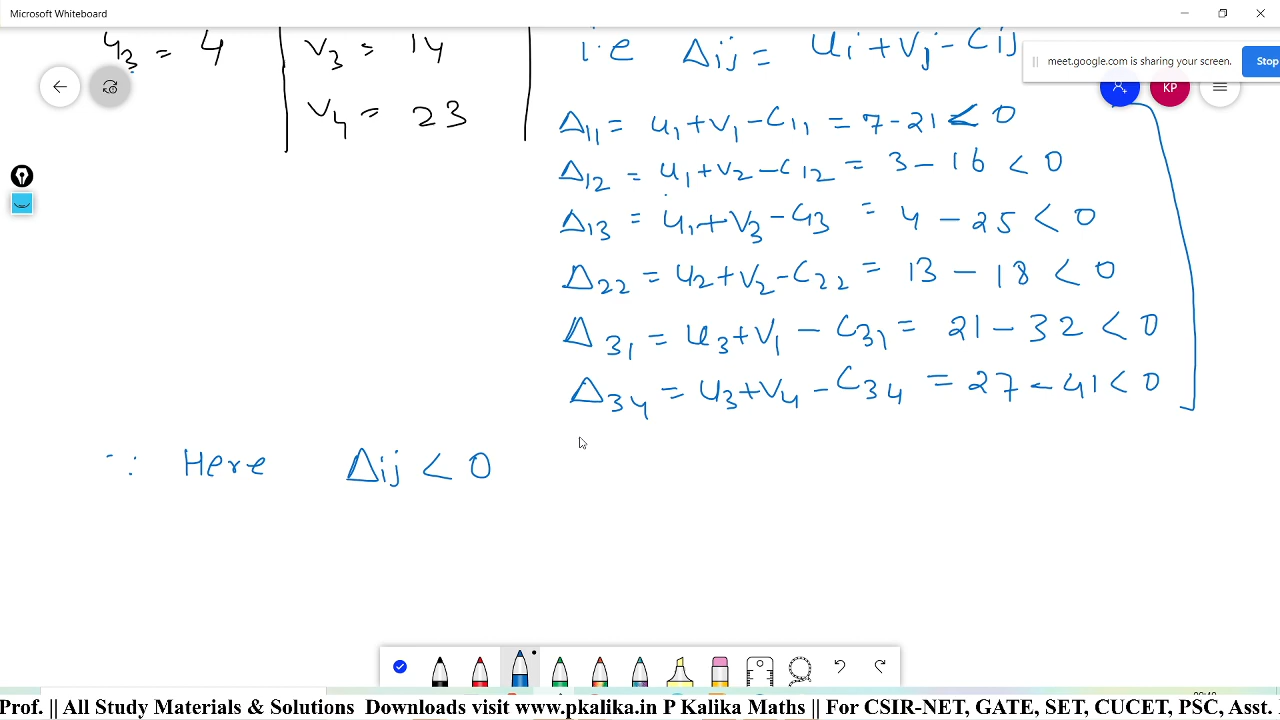 Microsoft Whiteboard
u3 = 4
v3 = 14
v4 = 23
i.e Δij = ui + vj - cij
meet.google.com is sharing your screen.
Stop
KP
Δ11 = u1 + v1 - C11 = 7 - 21 < 0
Δ12 = u1 + v2 - C12 = 3 - 16 < 0
Δ13 = u1 + v3 - C13 = 4 - 25 < 0
Δ22 = u2 + v2 - C22 = 13 - 18 < 0
Δ31 = u3 + v1 - C31 = 21 - 32 < 0
Δ34 = u3 + v4 - C34 = 27 - 41 < 0
∵ Here Δij < 0
Prof. || All Study Materials & Solutions Downloads visit www.pkalika.in P Kalika Maths || For CSIR-NET, GATE, SET, CUCET, PSC, Asst.